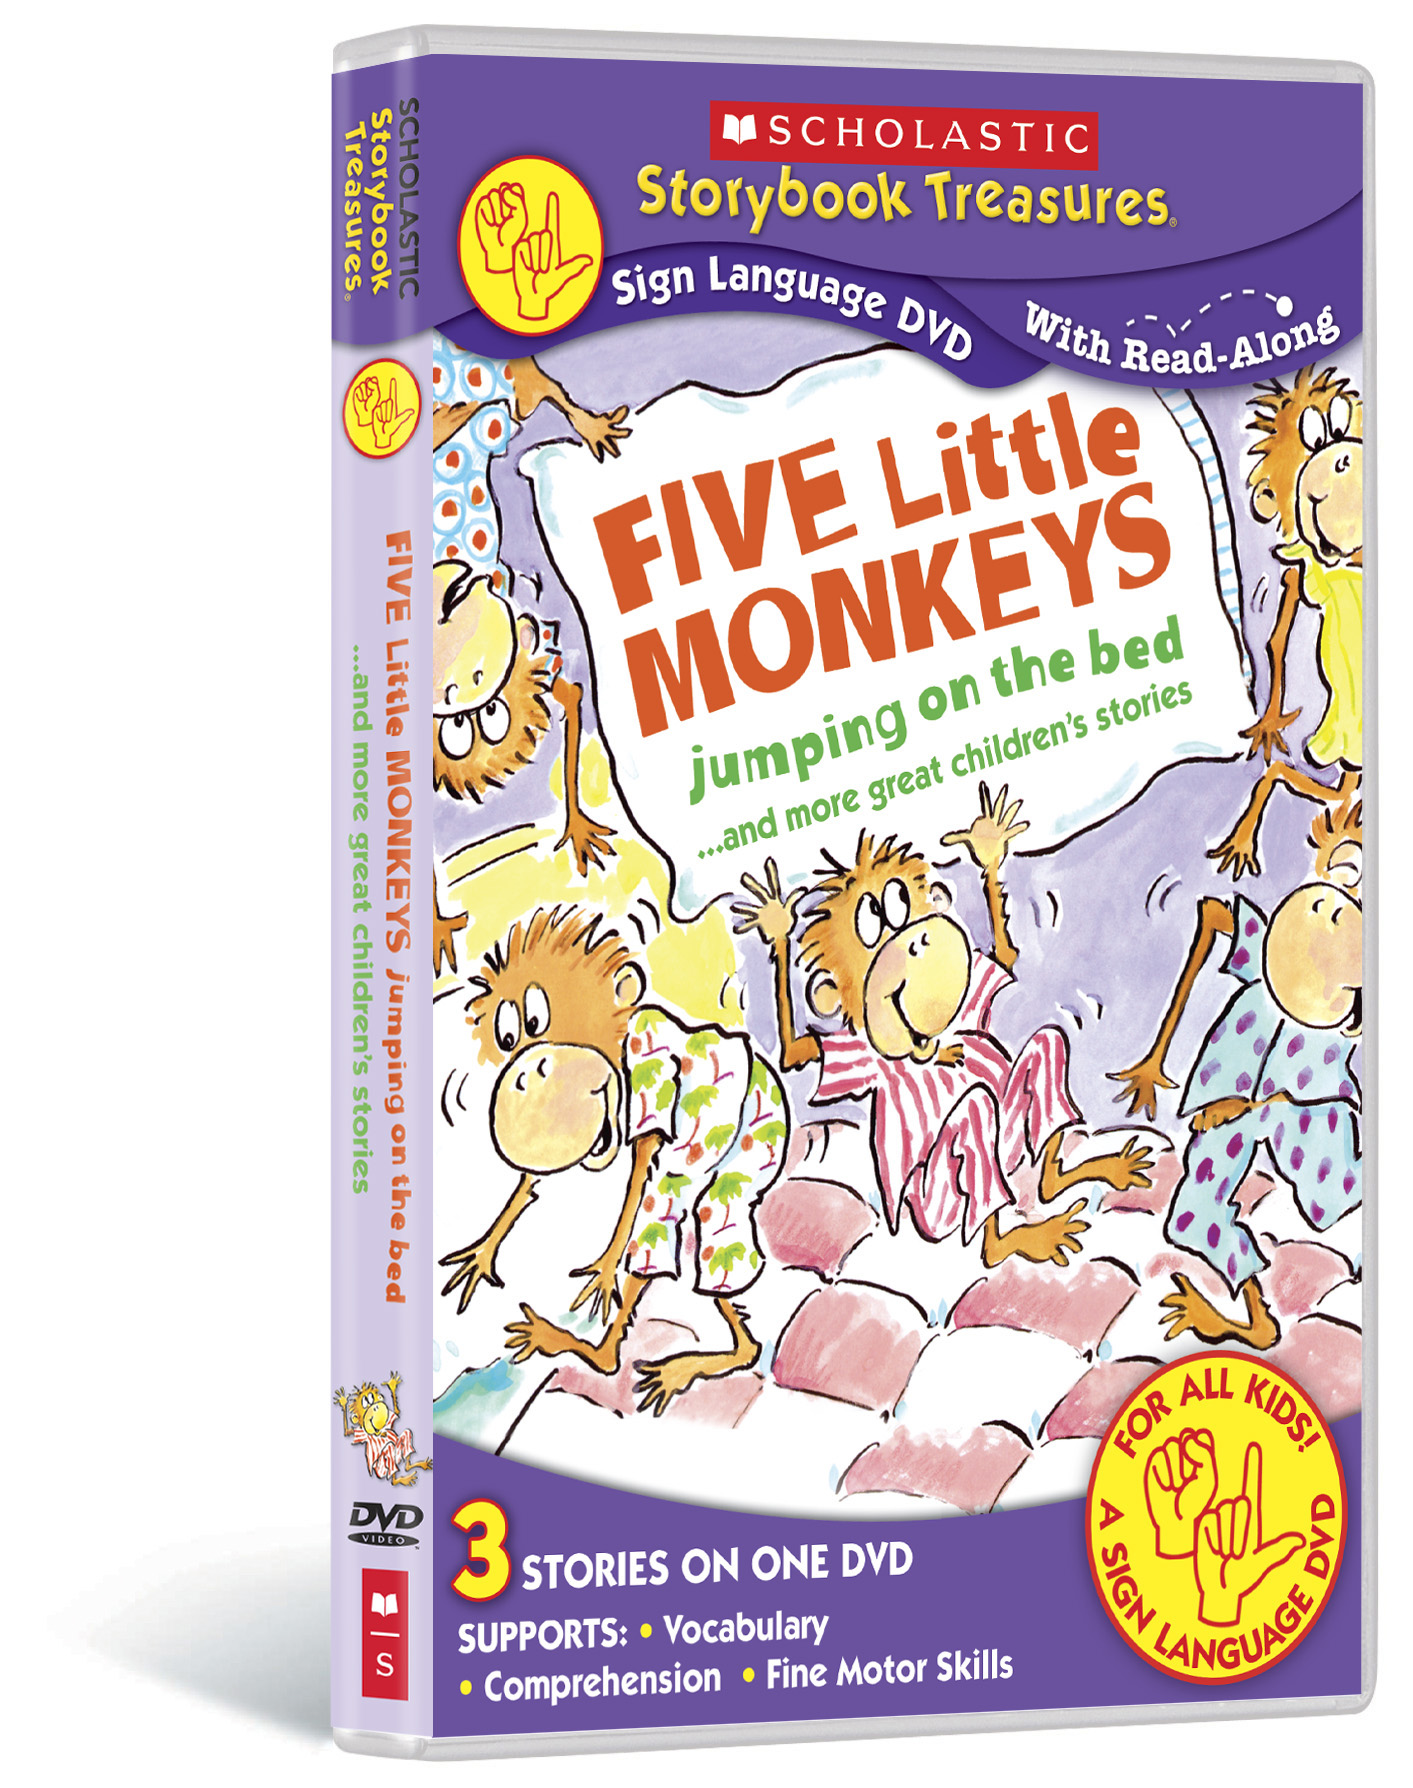 SCHOLASTIC
Storybook Treasures®
Sign Language DVD
With Read-Along
FIVE Little
MONKEYS
jumping on the bed
...and more great children's stories
3 STORIES ON ONE DVD
SUPPORTS: • Vocabulary
• Comprehension • Fine Motor Skills
FOR ALL KIDS!
A SIGN LANGUAGE DVD
SCHOLASTIC
Storybook
Treasures®
FIVE Little MONKEYS jumping on the bed
...and more great children's stories
DVD
VIDEO
S